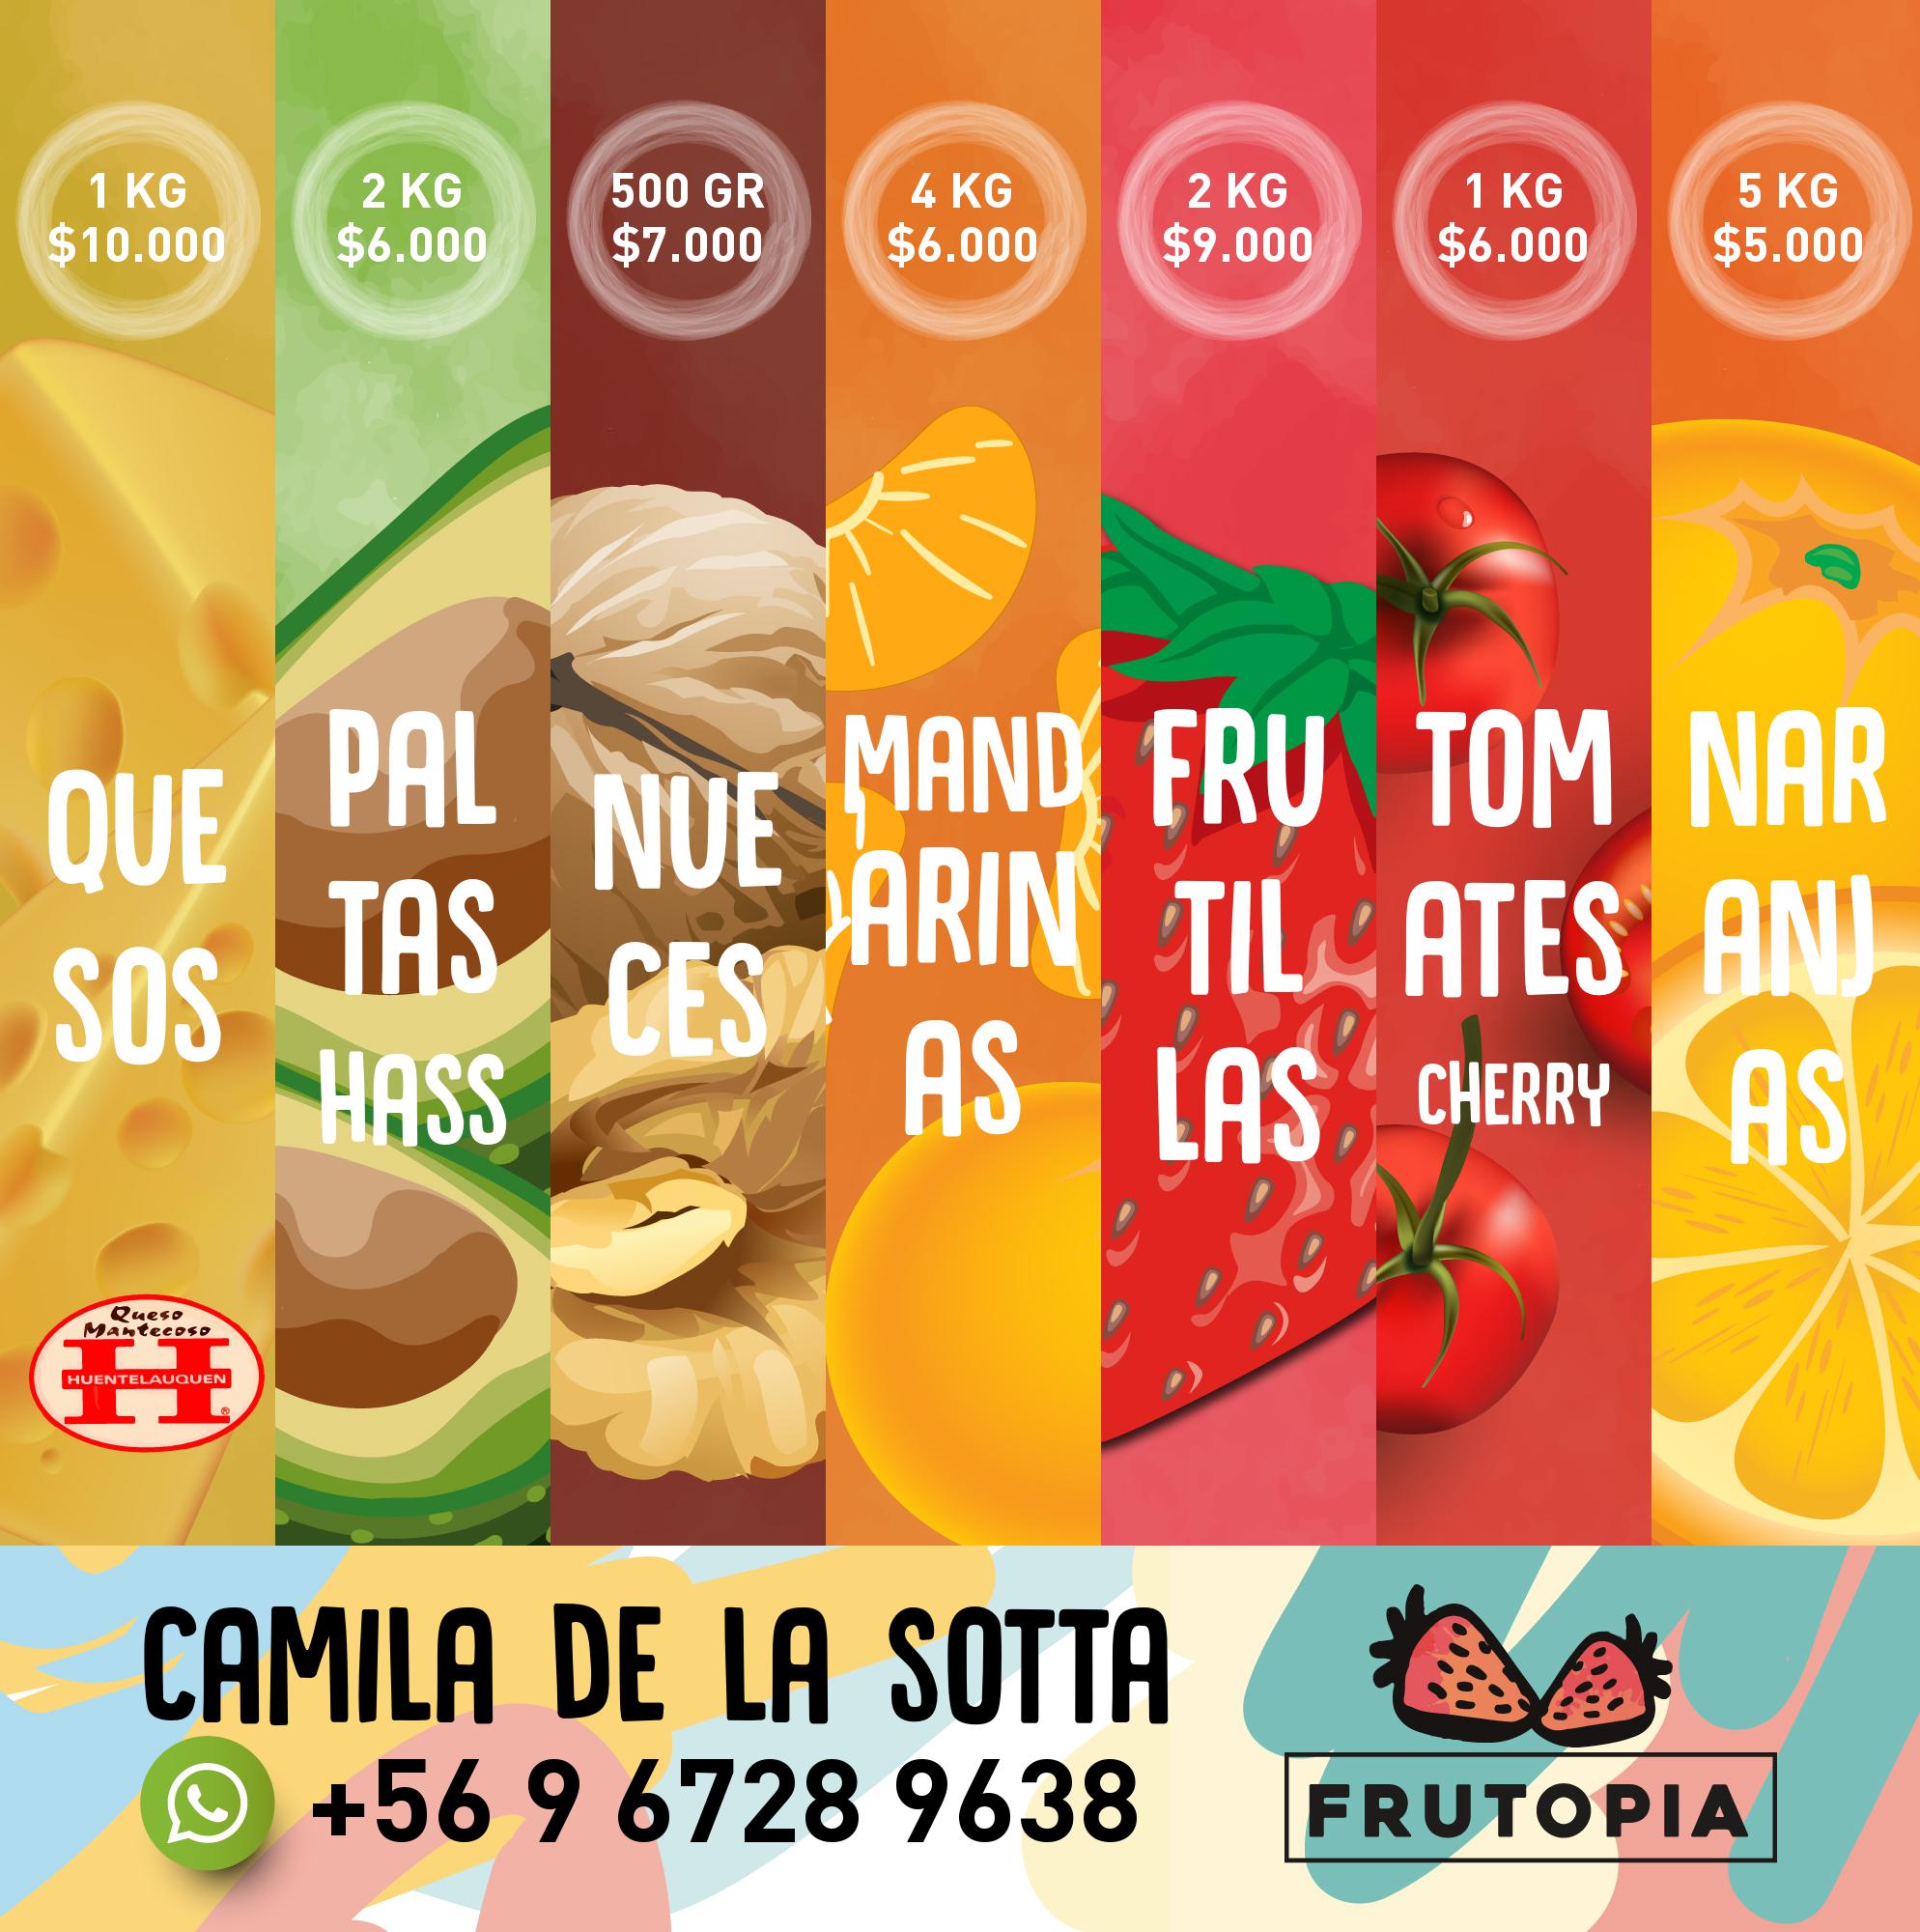 1 KG
$10.000
QUE
SOS
Queso
Mantecoso
HUENTELAUQUEN
®
2 KG
$6.000
PAL
TAS
HASS
500 GR
$7.000
NUE
CES
4 KG
$6.000
MAND
ARIN
AS
2 KG
$9.000
FRU
TIL
LAS
1 KG
$6.000
TOM
ATES
CHERRY
5 KG
$5.000
NAR
ANJ
AS
CAMILA DE LA SOTTA
+56 9 6728 9638
FRUTOPIA